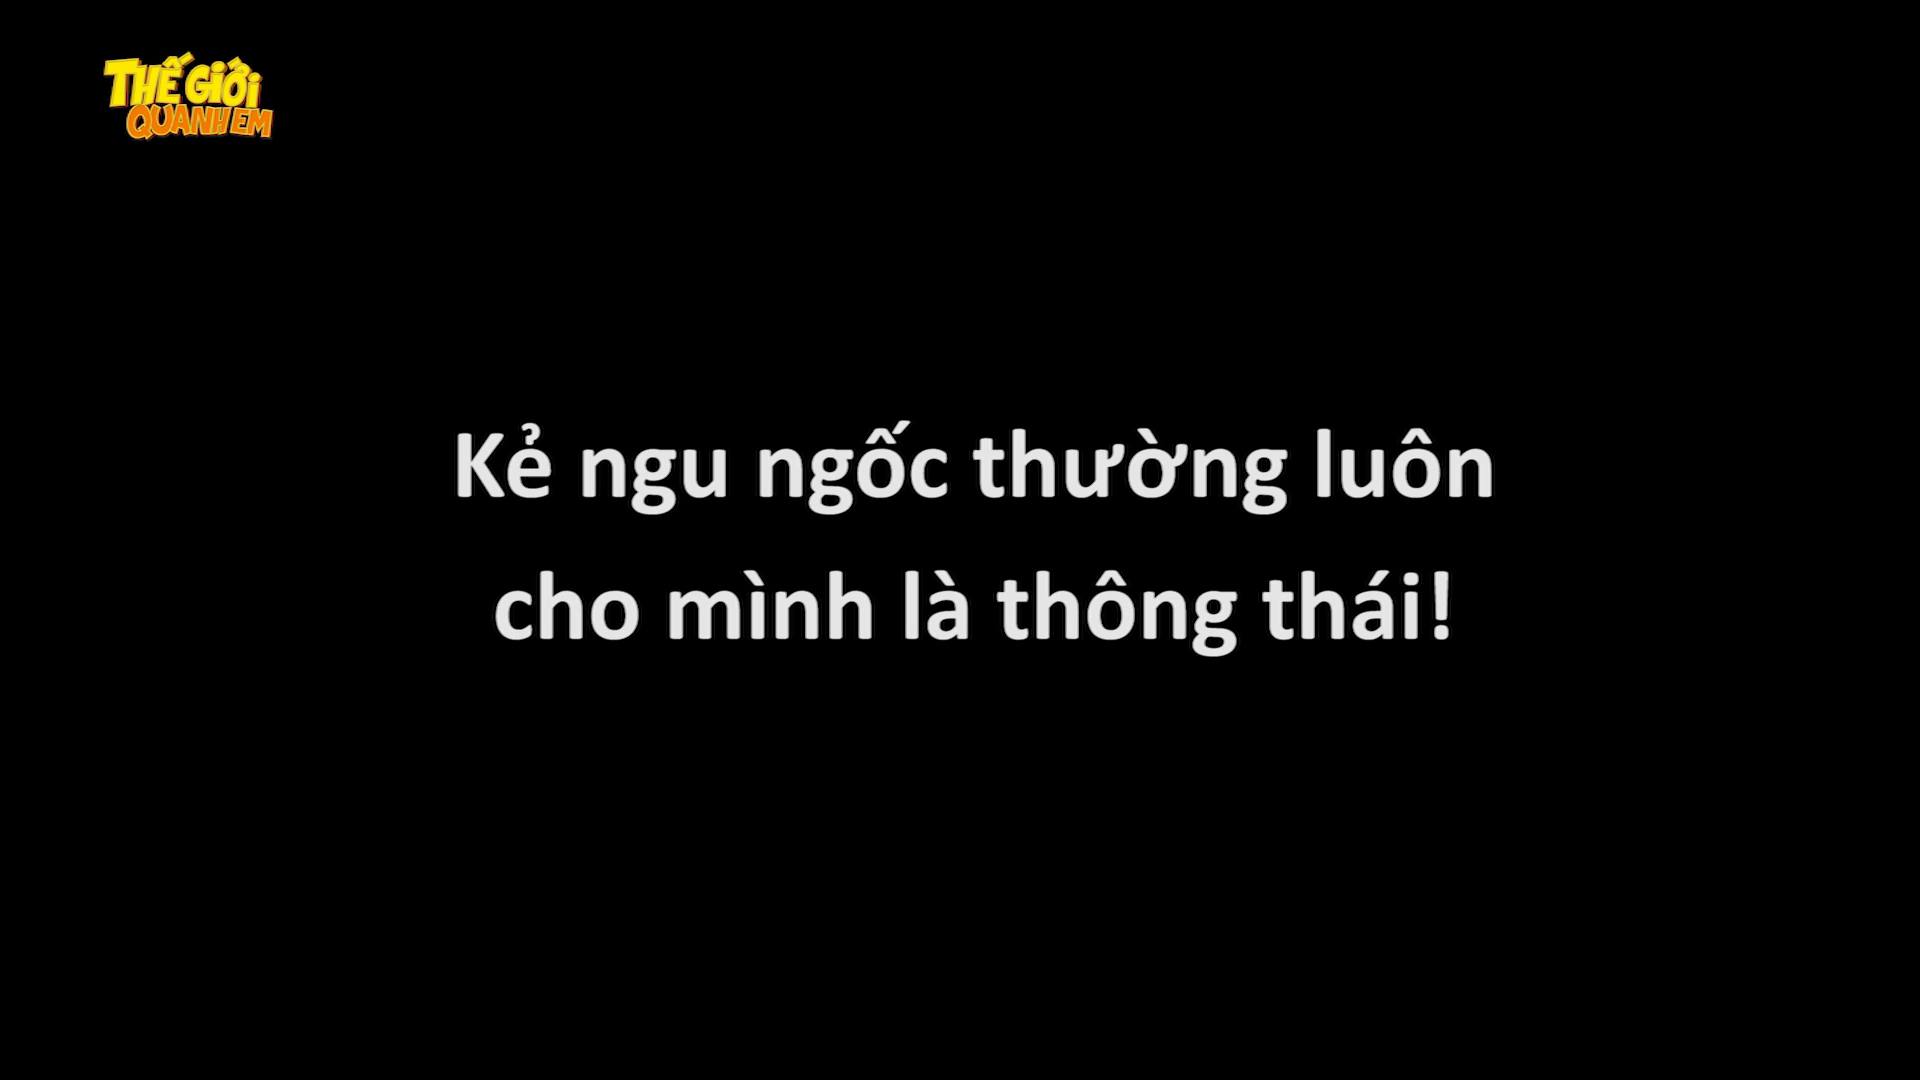 THẾ GIỚI
QUANH EM
Kẻ ngu ngốc thường luôn
cho mình là thông thái!